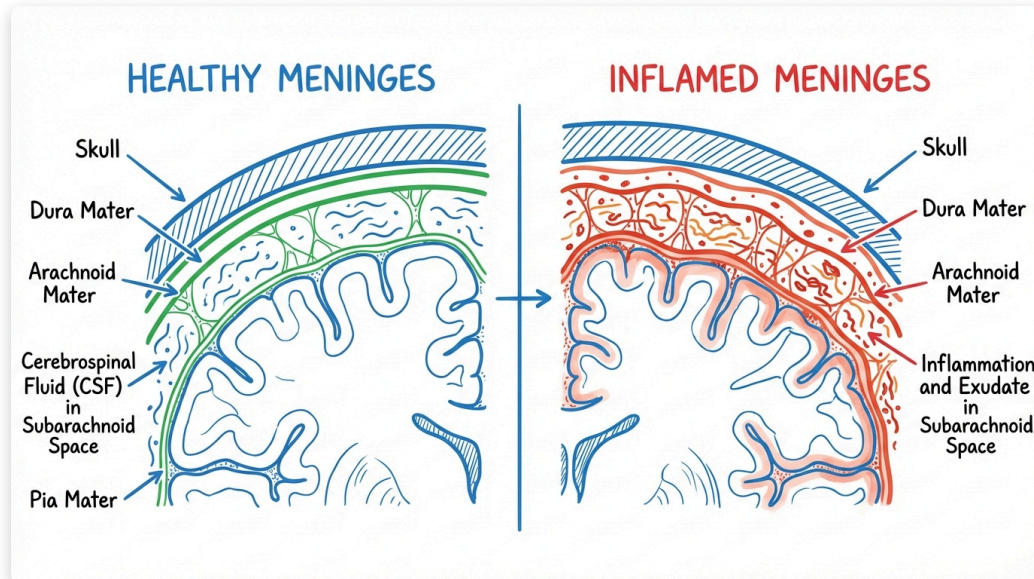 HEALTHY MENINGES
Skull
Dura Mater
Arachnoid
Mater
Cerebrospinal
Fluid (CSF)
in
Subarachnoid
Space
Pia Mater
INFLAMED MENINGES
Skull
Dura Mater
Arachnoid
Mater
Inflammation
and Exudate
in
Subarachnoid
Space